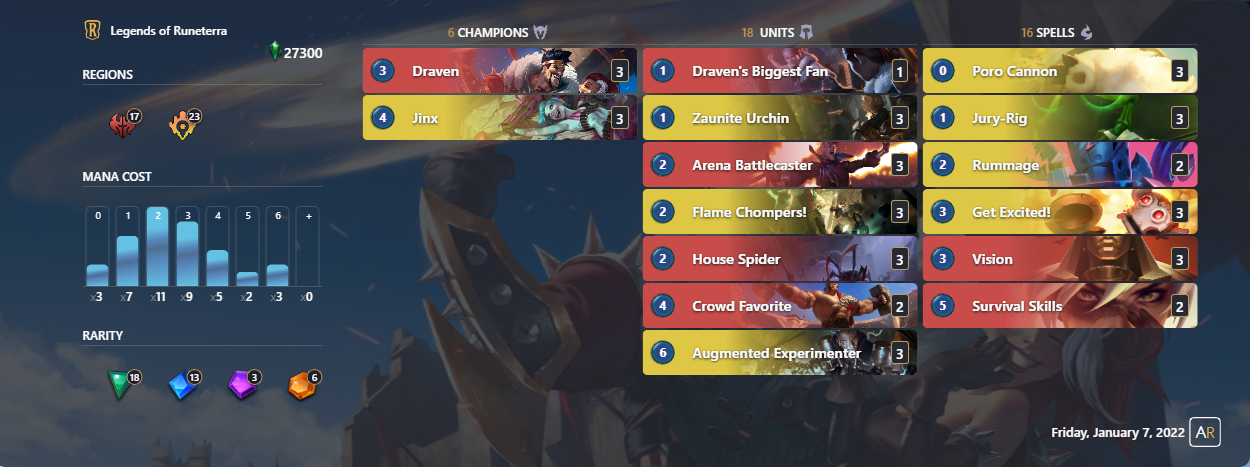 Legends of Runeterra
27300
REGIONS
17 23
MANA COST
0 1 2 3 4 5 6 +
x3 x7 x11 x9 x5 x2 x3 x0
RARITY
18 13 3 6
6 CHAMPIONS
3 Draven 3
4 Jinx 3
18 UNITS
1 Draven's Biggest Fan 1
1 Zaunite Urchin 3
2 Arena Battlecaster 3
2 Flame Chompers! 3
2 House Spider 3
4 Crowd Favorite 2
6 Augmented Experimenter 3
16 SPELLS
0 Poro Cannon 3
1 Jury-Rig 3
2 Rummage 2
3 Get Excited! 3
3 Vision 3
5 Survival Skills 2
Friday, January 7, 2022 AR